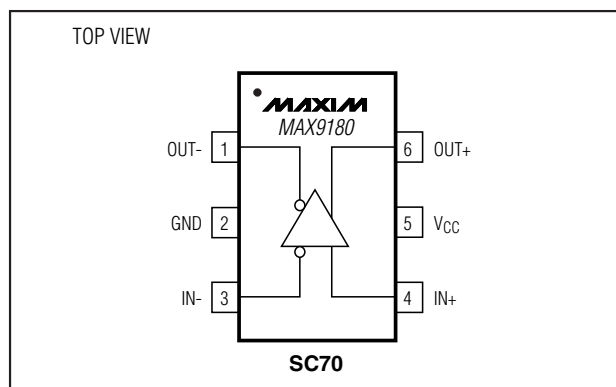 TOP VIEW
MAXIM
MAX9180
OUT- 1
6 OUT+
GND 2
5 VCC
IN- 3
4 IN+
SC70